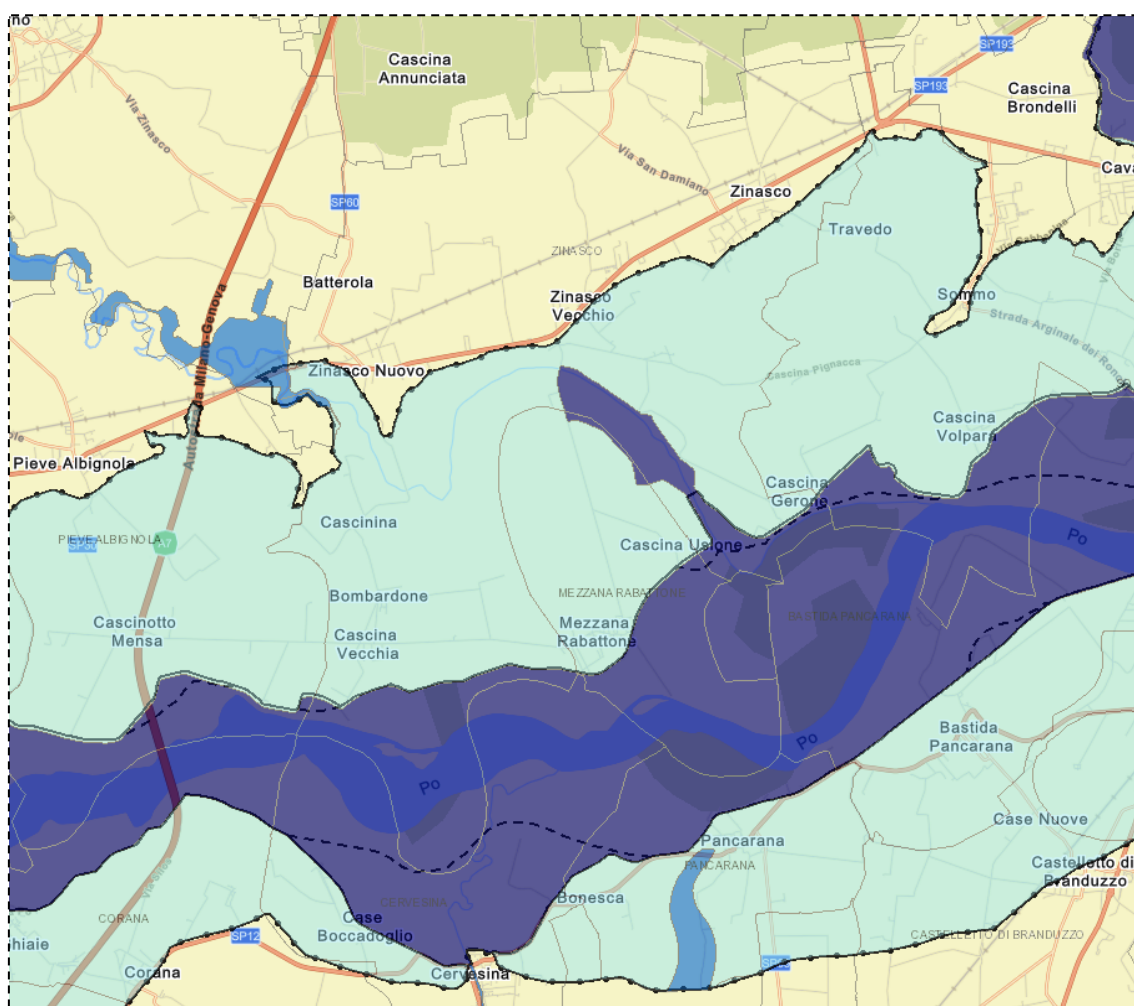 no
Cascina
Annunciata
SP193
SP193
Cascina
Brondelli
Via Zinasco
Via San Damiano
Cava
Zinasco
SP60
Travedo
ZINASCO
Batterola
Autostrada Milano-Genova
Zinasco
Vecchio
Sommo
Strada Arginale dei Ronchi
Cascina Pignacca
Zinasco Nuovo
Cascina
Volpara
Pieve Albignola
Cascina
Gerone
Cascinina
PIEVE ALBIGNOLA
A7
Cascina Usione
Po
Bombardone
MEZZANA RABATTONE
BASTIDA PANCARANA
Cascinotto
Mensa
Cascina
Vecchia
Mezzana
Rabattone
Bastida
Pancarana
Po
Po
Case Nuove
Pancarana
PANCARANA
Castelletto di
Branduzzo
Bonesca
CERVESINA
CORANA
Case
Boccadoglio
SP12
CASTELLETTO DI BRANDUZZO
Ghiaie
Corana
Cervesina